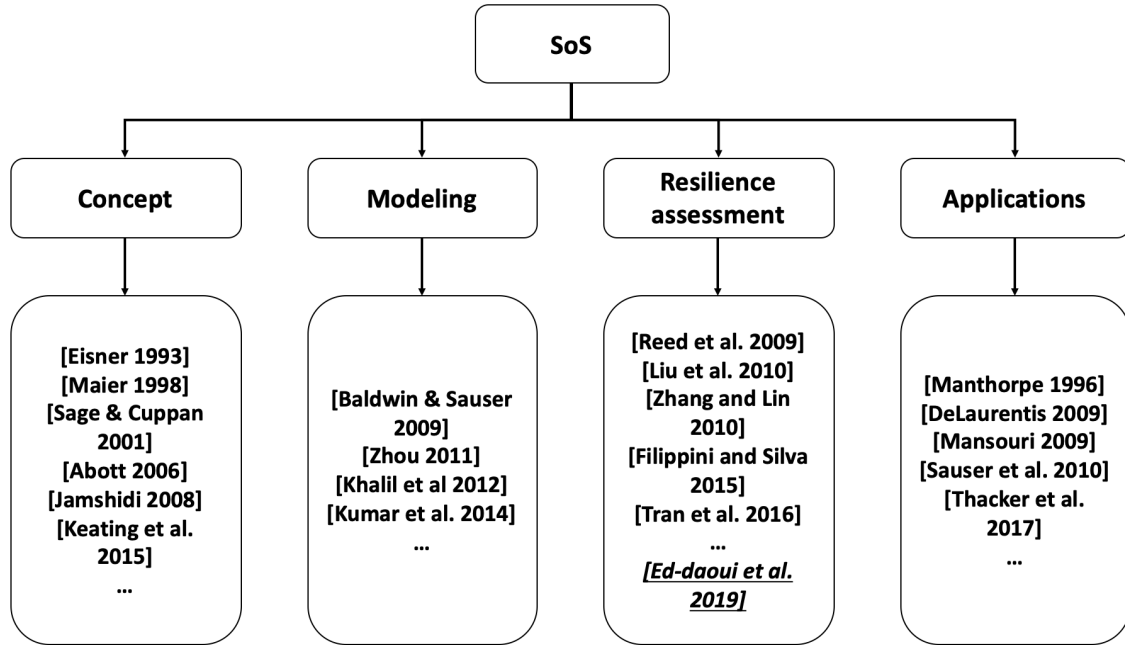 SoS
Concept
Modeling
Resilience
assessment
Applications
[Eisner 1993]
[Maier 1998]
[Sage & Cuppan
2001]
[Abott 2006]
[Jamshidi 2008]
[Keating et al.
2015]
...
[Baldwin & Sauser
2009]
[Zhou 2011]
[Khalil et al 2012]
[Kumar et al. 2014]
...
[Reed et al. 2009]
[Liu et al. 2010]
[Zhang and Lin
2010]
[Filippini and Silva
2015]
[Tran et al. 2016]
...
[Ed-daoui et al.
2019]
[Manthorpe 1996]
[DeLaurentis 2009]
[Mansouri 2009]
[Sauser et al. 2010]
[Thacker et al.
2017]
...